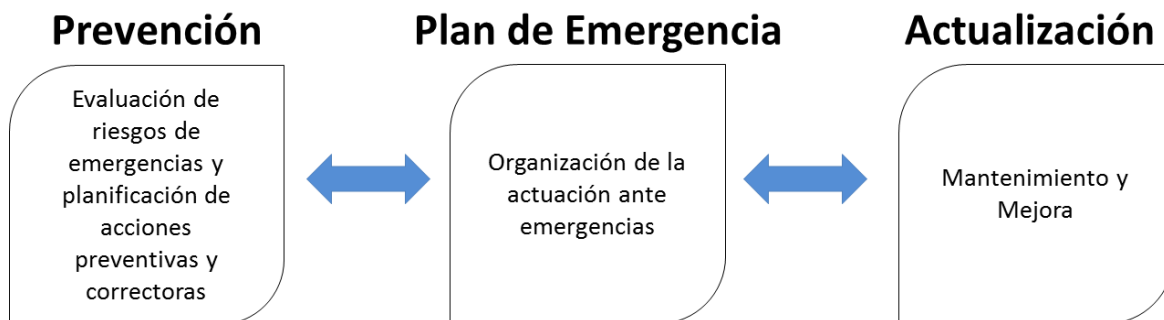 Prevención
Plan de Emergencia
Actualización
Evaluación de
riesgos de
emergencias y
planificación de
acciones
preventivas y
correctoras
Organización de la
actuación ante
emergencias
Mantenimiento y
Mejora